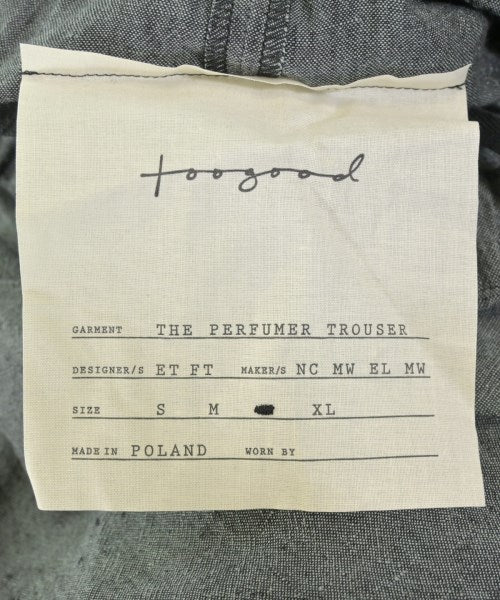 toogood
GARMENT THE PERFUMER TROUSER
DESIGNER/S ET FT MAKER/S NC MW EL MW
SIZE S M XL
MADE IN POLAND WORN BY